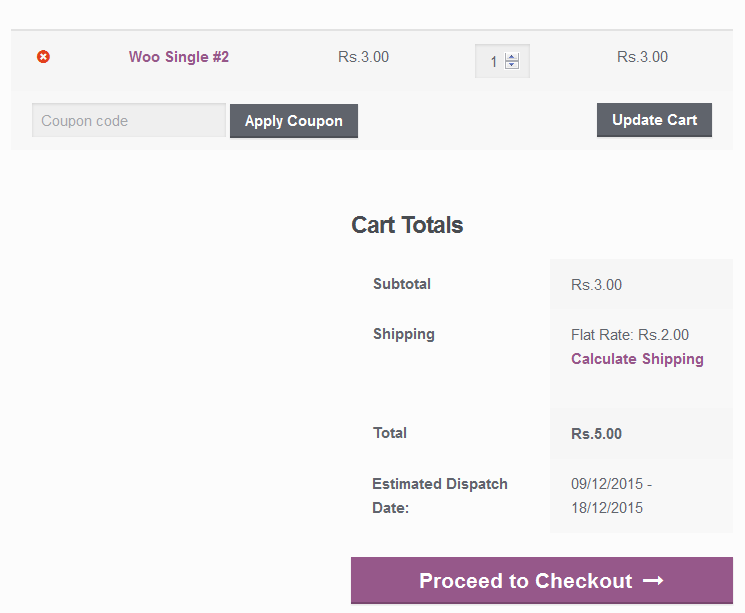 Woo Single #2 Rs.3.00 1 Rs.3.00
Coupon code Apply Coupon Update Cart
Cart Totals
Subtotal Rs.3.00
Shipping Flat Rate: Rs.2.00
Calculate Shipping
Total Rs.5.00
Estimated Dispatch 09/12/2015 -
Date: 18/12/2015
Proceed to Checkout →